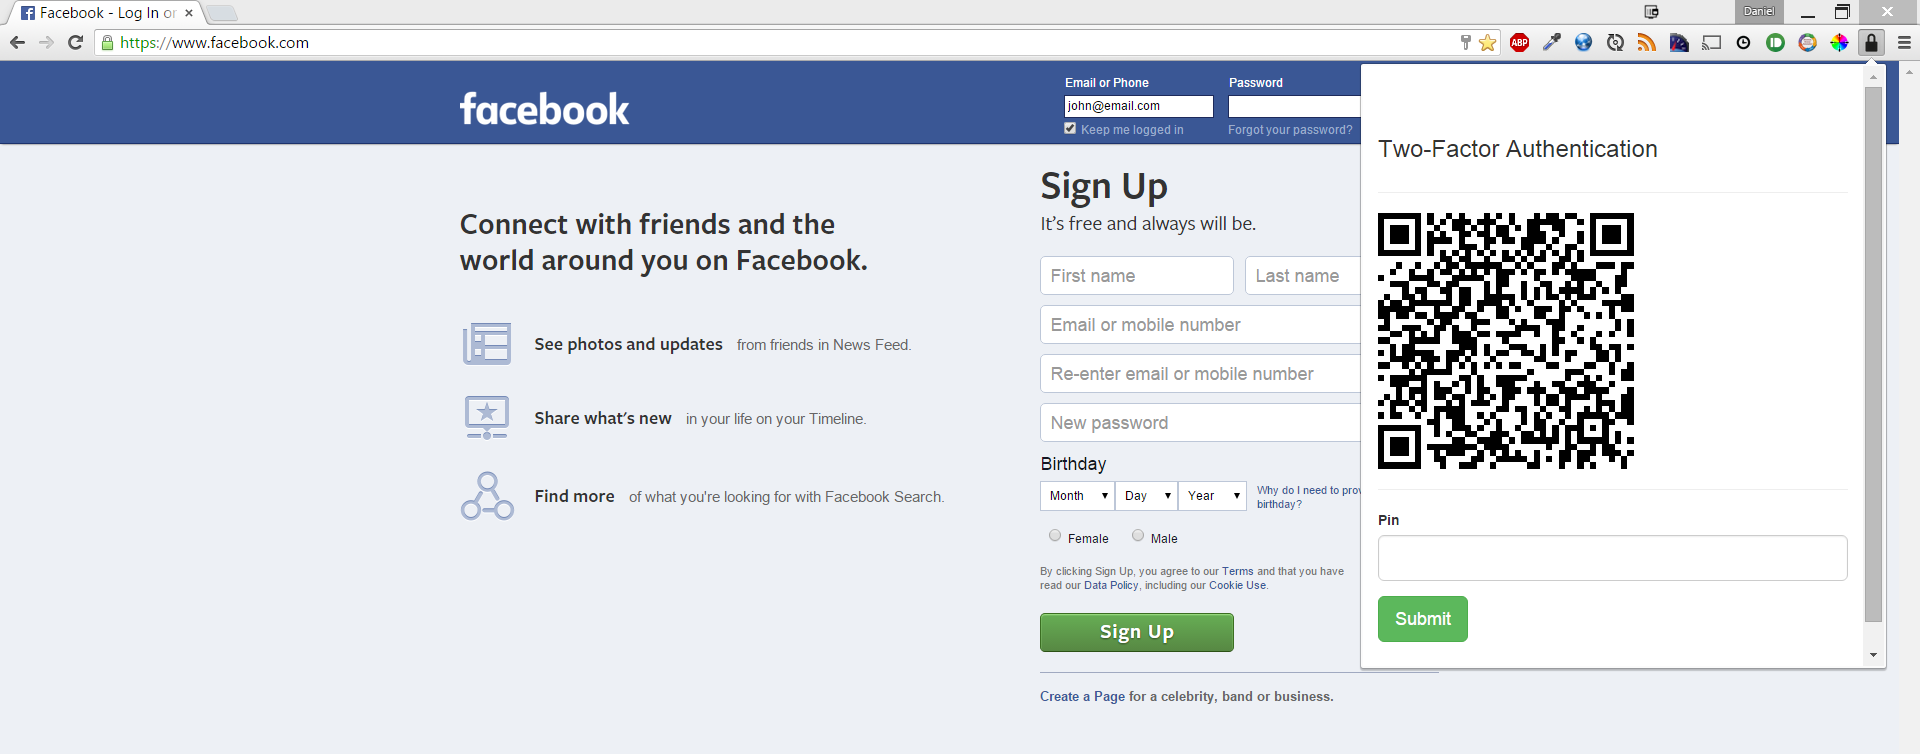 Facebook - Log In or
Daniel
https://www.facebook.com
ABP
facebook
Email or Phone
Password
john@email.com
Keep me logged in
Forgot your password?
Connect with friends and the
world around you on Facebook.
See photos and updates from friends in News Feed.
Share what's new in your life on your Timeline.
Find more of what you're looking for with Facebook Search.
Sign Up
It's free and always will be.
First name
Last name
Email or mobile number
Re-enter email or mobile number
New password
Birthday
Month
Day
Year
Why do I need to prov
birthday?
Female
Male
By clicking Sign Up, you agree to our Terms and that you have
read our Data Policy, including our Cookie Use.
Sign Up
Create a Page for a celebrity, band or business.
Two-Factor Authentication
Pin
Submit